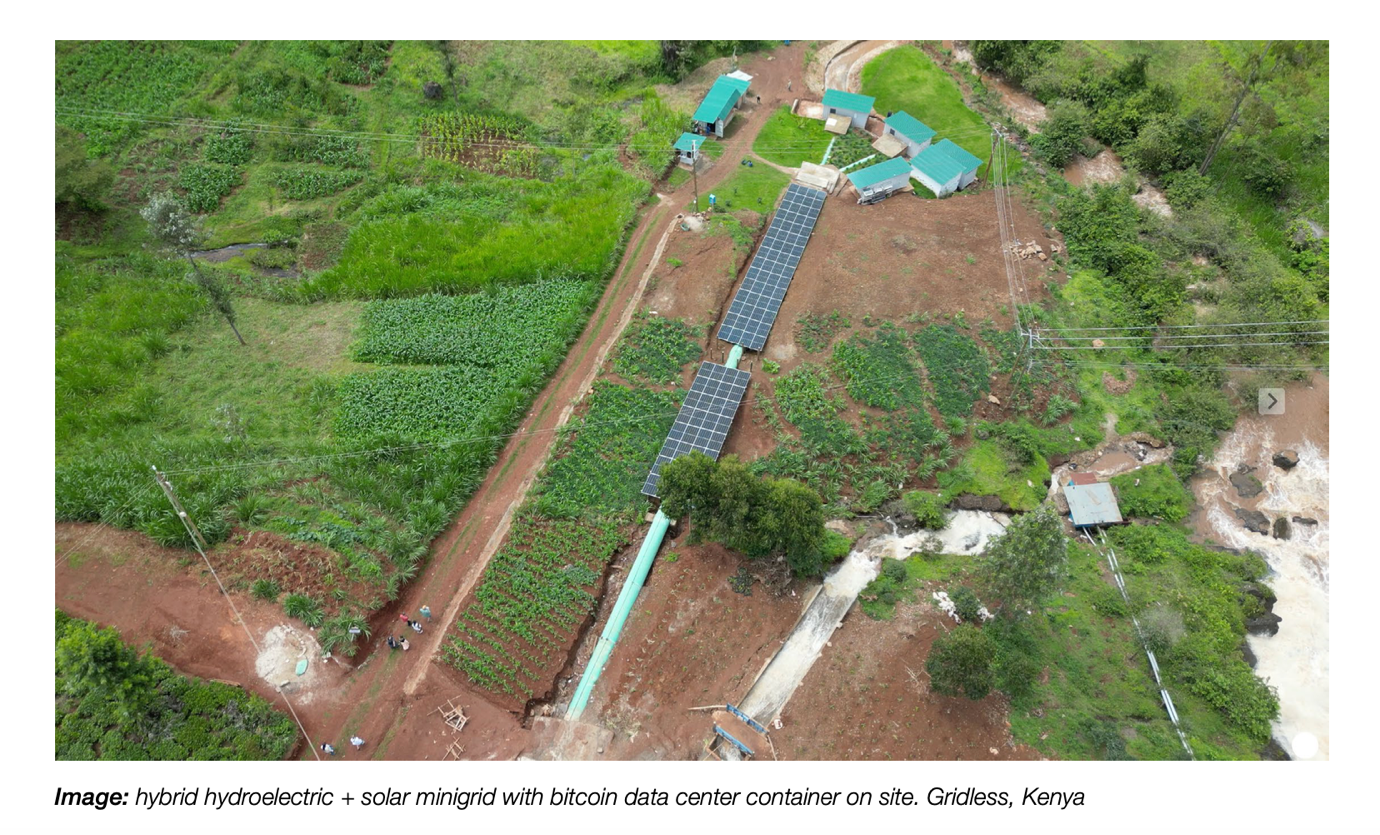 Image: hybrid hydroelectric + solar minigrid with bitcoin data center container on site. Gridless, Kenya